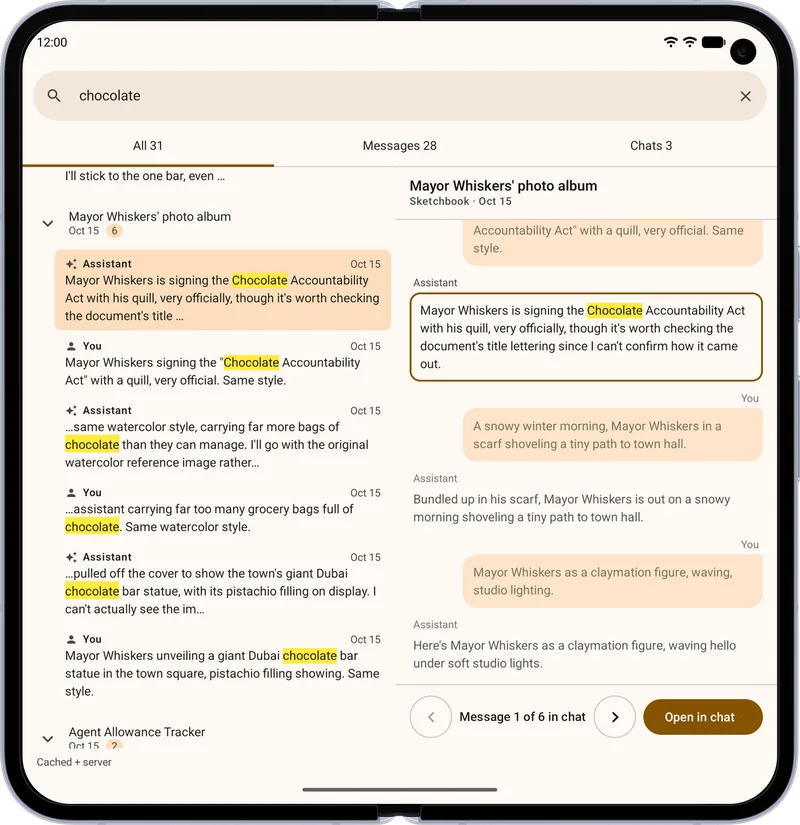 12:00
chocolate
All 31
Messages 28
Chats 3
I'll stick to the one bar, even …
Mayor Whiskers' photo album
Oct 15 6
Assistant Oct 15
Mayor Whiskers is signing the Chocolate Accountability
Act with his quill, very officially, though it's worth checking
the document's title …
You Oct 15
Mayor Whiskers signing the "Chocolate Accountability
Act" with a quill, very official. Same style.
Assistant Oct 15
…same watercolor style, carrying far more bags of
chocolate than they can manage. I'll go with the original
watercolor reference image rather…
You Oct 15
…assistant carrying far too many grocery bags full of
chocolate. Same watercolor style.
Assistant Oct 15
…pulled off the cover to show the town's giant Dubai
chocolate bar statue, with its pistachio filling on display. I
can't actually see the im…
You Oct 15
Mayor Whiskers unveiling a giant Dubai chocolate bar
statue in the town square, pistachio filling showing. Same
style.
Agent Allowance Tracker
Oct 15 2
Cached + server
Mayor Whiskers' photo album
Sketchbook · Oct 15
Accountability Act" with a quill, very official. Same
style.
Assistant
Mayor Whiskers is signing the Chocolate Accountability Act
with his quill, very officially, though it's worth checking the
document's title lettering since I can't confirm how it came
out.
You
A snowy winter morning, Mayor Whiskers in a
scarf shoveling a tiny path to town hall.
Assistant
Bundled up in his scarf, Mayor Whiskers is out on a snowy
morning shoveling a tiny path to town hall.
You
Mayor Whiskers as a claymation figure, waving,
studio lighting.
Assistant
Here's Mayor Whiskers as a claymation figure, waving hello
under soft studio lights.
Message 1 of 6 in chat
Open in chat